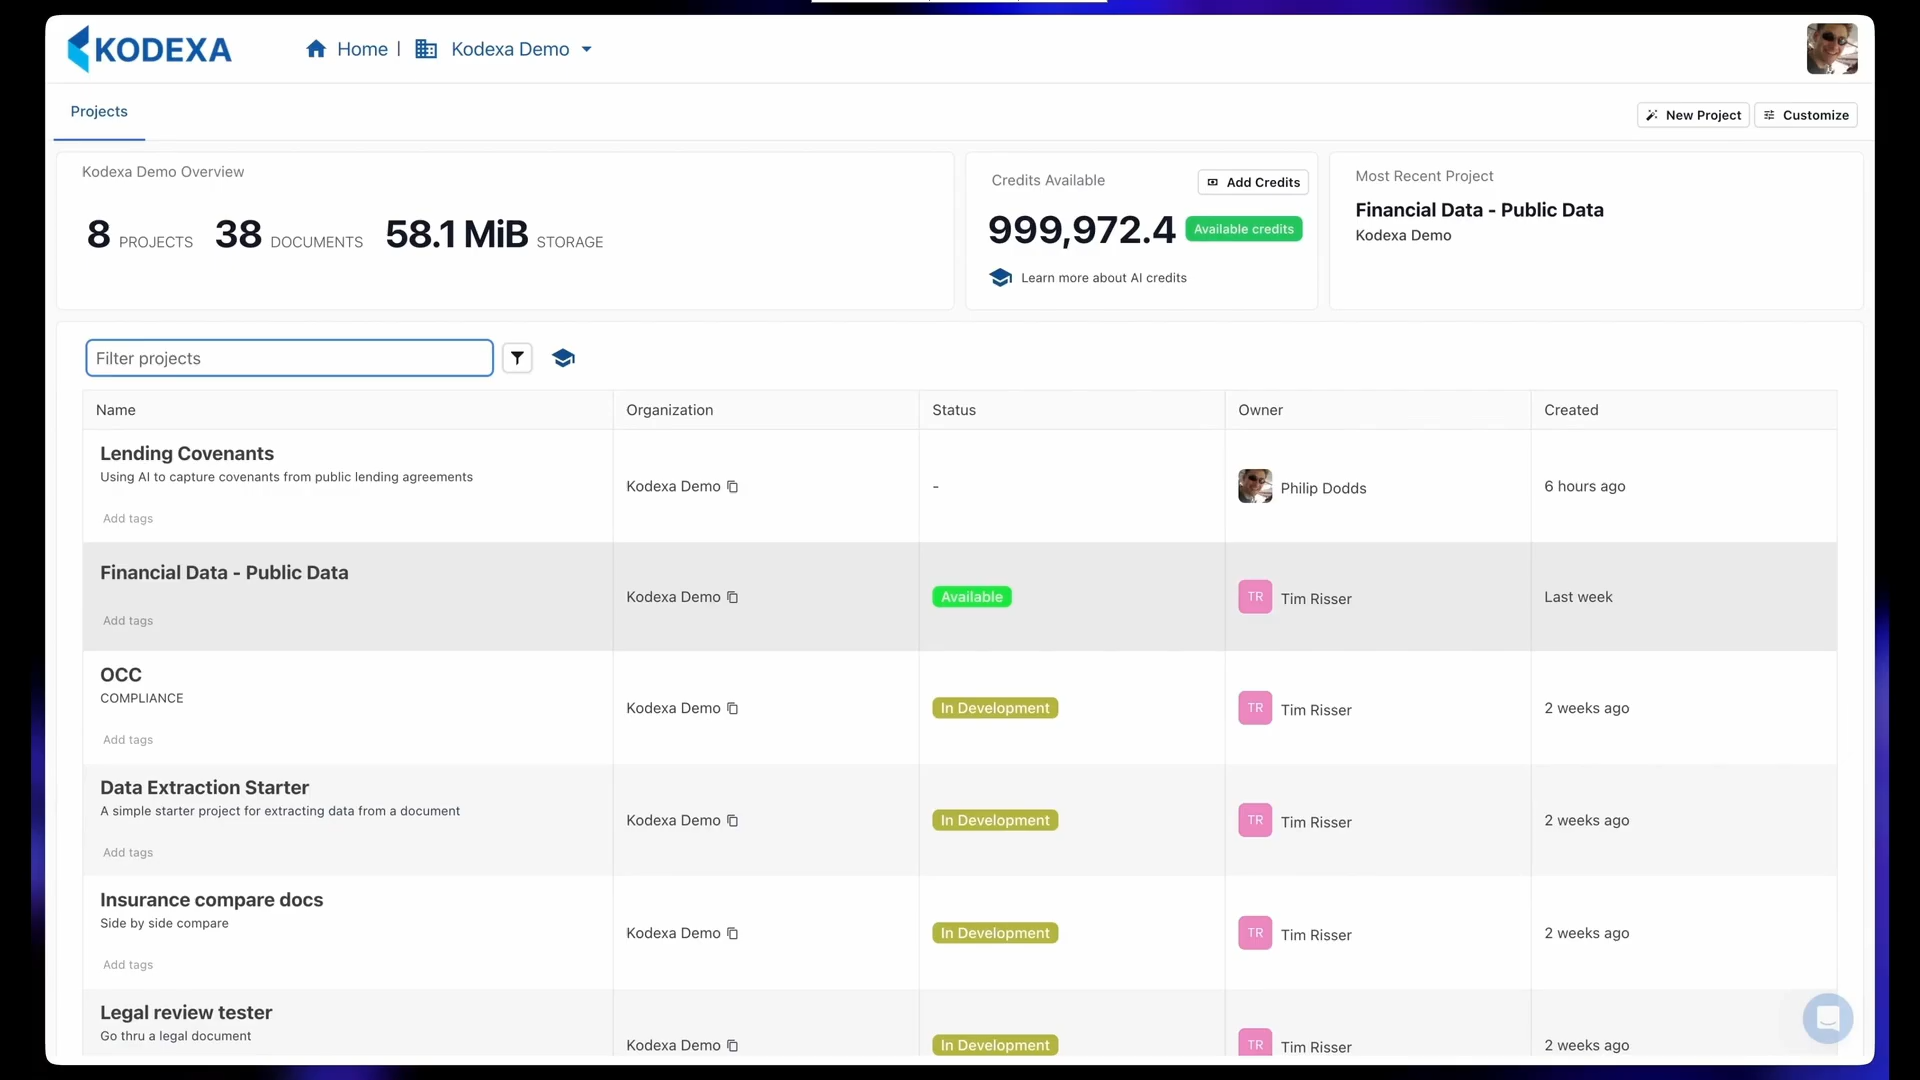 KODEXA
Home | Kodexa Demo
Projects
New Project
Customize
Kodexa Demo Overview
8 PROJECTS 38 DOCUMENTS 58.1 MiB STORAGE
Credits Available
Add Credits
999,972.4 Available credits
Learn more about AI credits
Most Recent Project
Financial Data - Public Data
Kodexa Demo
Filter projects
Name Organization Status Owner Created
Lending Covenants
Using AI to capture covenants from public lending agreements
Add tags
Kodexa Demo
-
Philip Dodds
6 hours ago
Financial Data - Public Data
Add tags
Kodexa Demo
Available
TR Tim Risser
Last week
OCC
COMPLIANCE
Add tags
Kodexa Demo
In Development
TR Tim Risser
2 weeks ago
Data Extraction Starter
A simple starter project for extracting data from a document
Add tags
Kodexa Demo
In Development
TR Tim Risser
2 weeks ago
Insurance compare docs
Side by side compare
Add tags
Kodexa Demo
In Development
TR Tim Risser
2 weeks ago
Legal review tester
Go thru a legal document
Kodexa Demo
In Development
TR Tim Risser
2 weeks ago